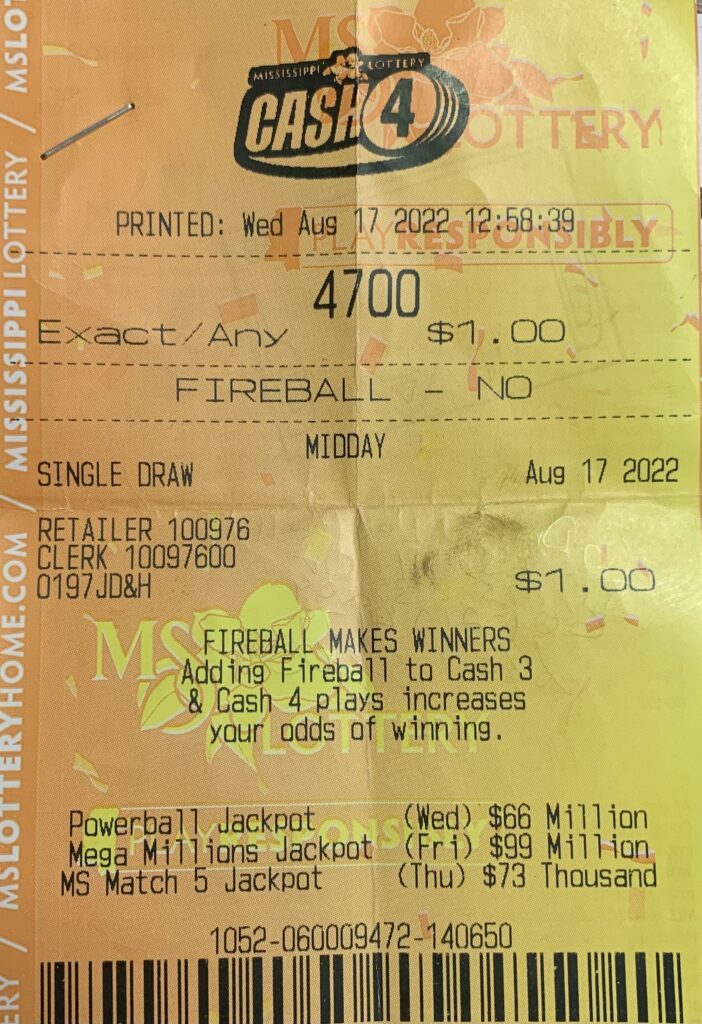 MS
LOTTERY
MISSISSIPPI LOTTERY
CASH 4
PRINTED: Wed Aug 17 2022 12:58:39
PLAY RESPONSIBLY
4700
Exact/Any $1.00
FIREBALL - NO
MIDDAY
SINGLE DRAW Aug 17 2022
RETAILER 100976
CLERK 10097600
0197JD&H $1.00
MS
LOTTERY
FIREBALL MAKES WINNERS
Adding Fireball to Cash 3
& Cash 4 plays increases
your odds of winning.
PLAY RESPONSIBLY
Powerball Jackpot (Wed) $66 Million
Mega Millions Jackpot (Fri) $99 Million
MS Match 5 Jackpot (Thu) $73 Thousand
1052-060009472-140650
ERY / MSLOTTERYHOME.COM / MISSISSIPPI LOTTERY / MSLOT